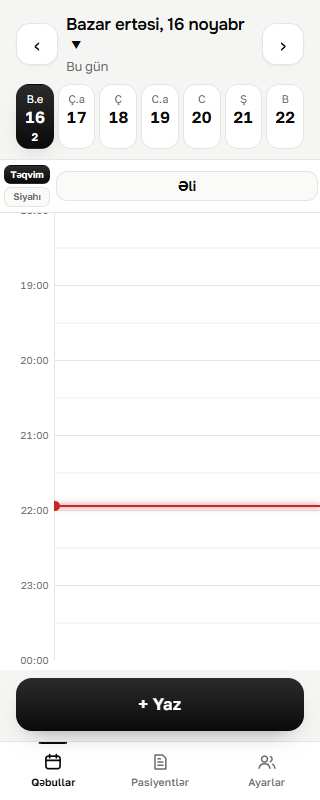 ‹
Bazar ertəsi, 16 noyabr
▼
Bu gün
›
B.e Ç.a Ç C.a C Ş B
16 17 18 19 20 21 22
2
Təqvim
Siyahı
Əli
19:00
20:00
21:00
22:00
23:00
00:00
+ Yaz
Qəbullar Pasiyentlər Ayarlar